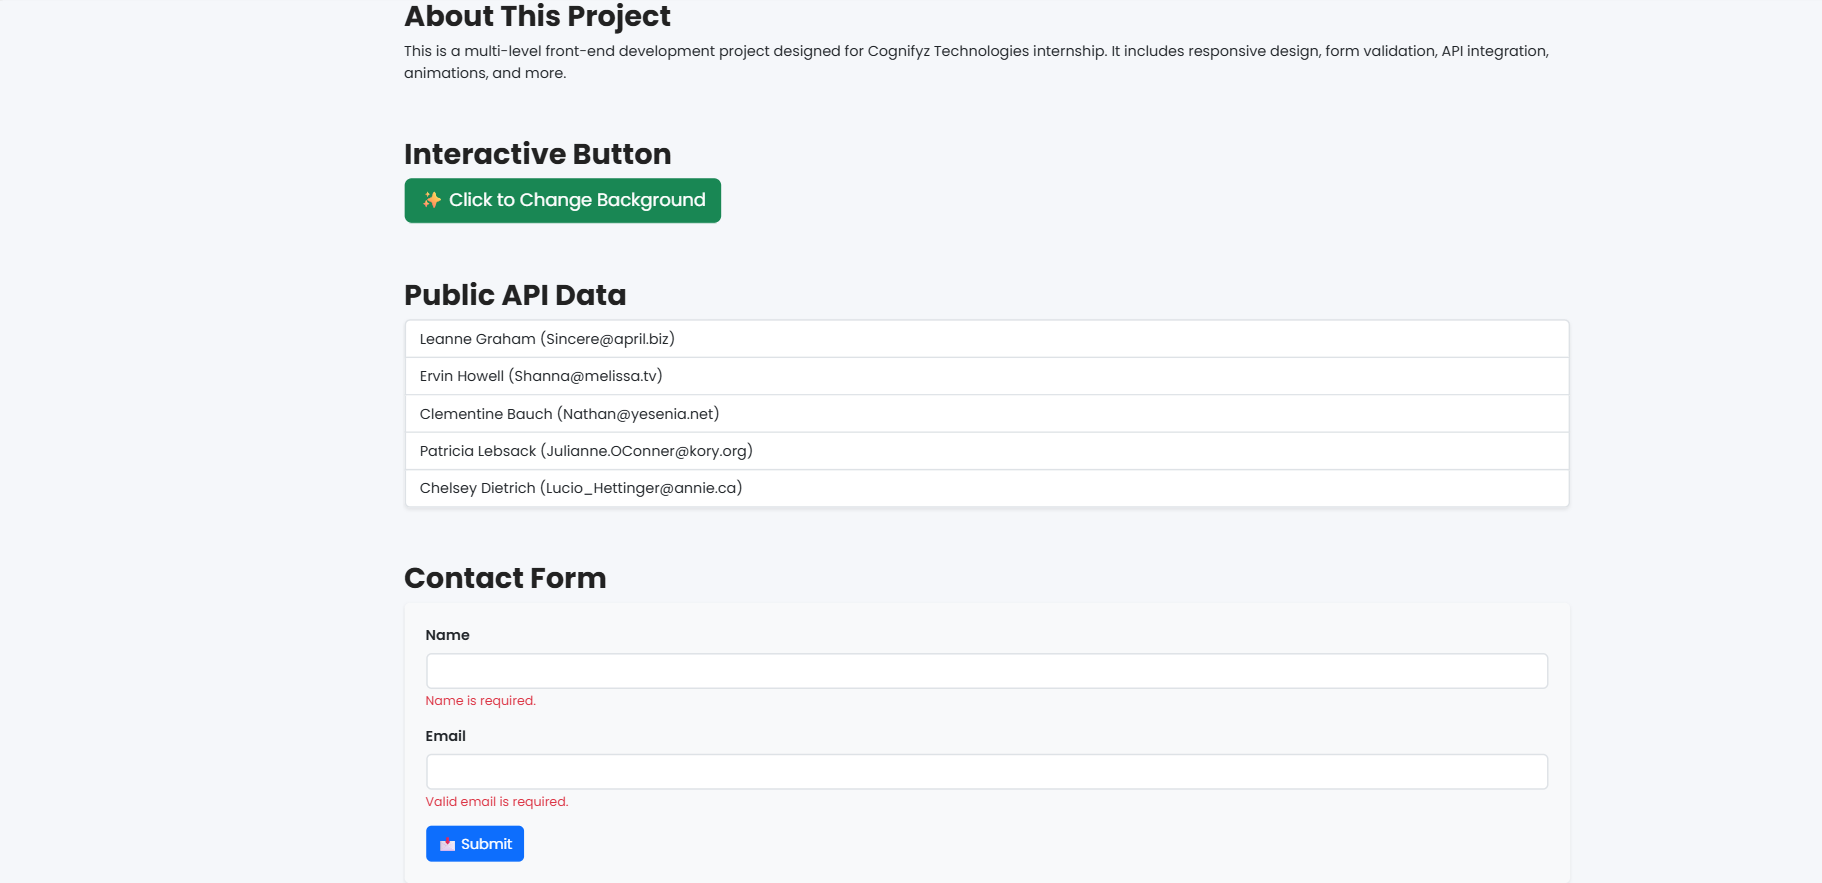 About This Project
This is a multi-level front-end development project designed for Cognifyz Technologies internship. It includes responsive design, form validation, API integration,
animations, and more.
Interactive Button
✨ Click to Change Background
Public API Data
Leanne Graham (Sincere@april.biz)
Ervin Howell (Shanna@melissa.tv)
Clementine Bauch (Nathan@yesenia.net)
Patricia Lebsack (Julianne.OConner@kory.org)
Chelsey Dietrich (Lucio_Hettinger@annie.ca)
Contact Form
Name
Name is required.
Email
Valid email is required.
📩 Submit